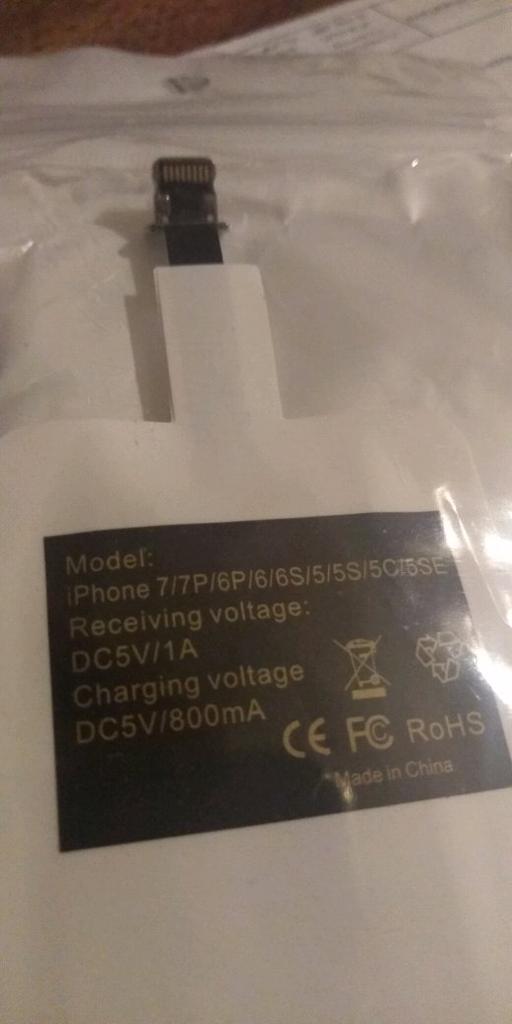 Model:
iPhone 7/7P/6P/6/6S/5/5S/5C/5SE
Receiving voltage:
DC5V/1A
Charging voltage
DC5V/800mA
CE FC RoHS
Made in China